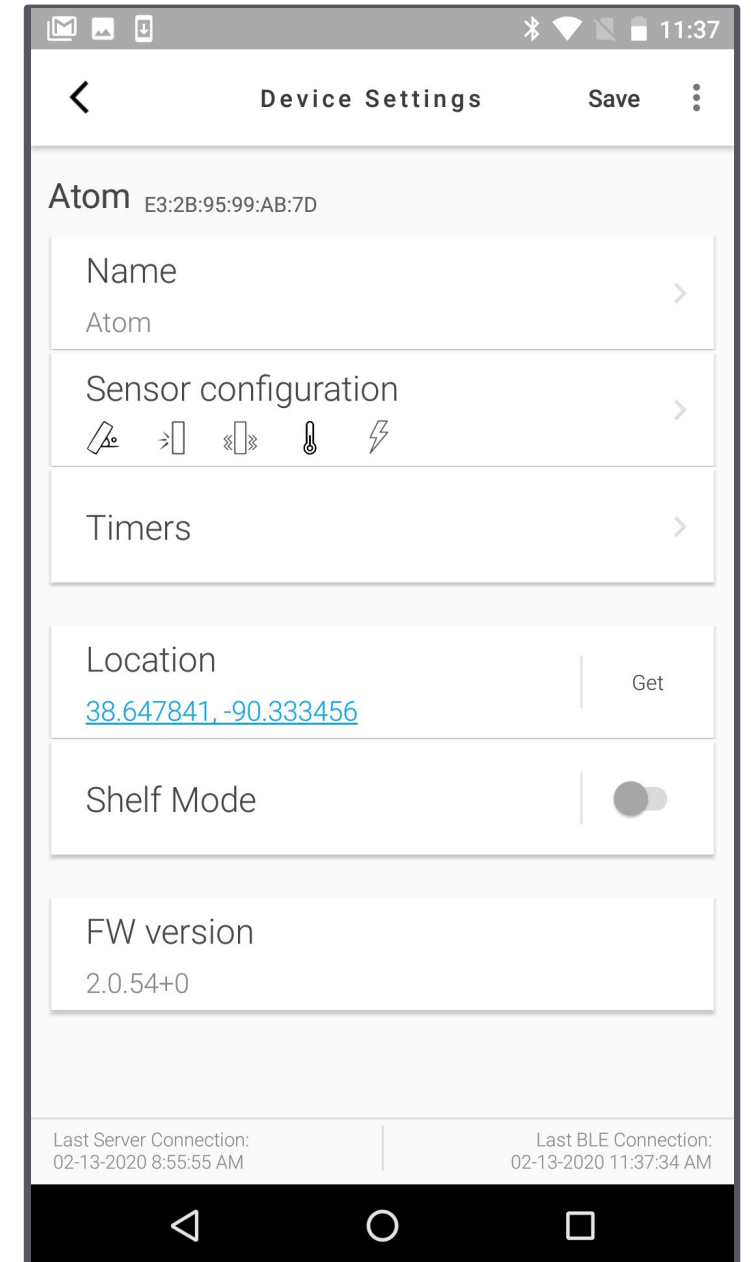 11:37
Device Settings Save
Atom E3:2B:95:99:AB:7D
Name
Atom
Sensor configuration
Timers
Location
38.647841, -90.333456
Get
Shelf Mode
FW version
2.0.54+0
Last Server Connection:
02-13-2020 8:55:55 AM
Last BLE Connection:
02-13-2020 11:37:34 AM